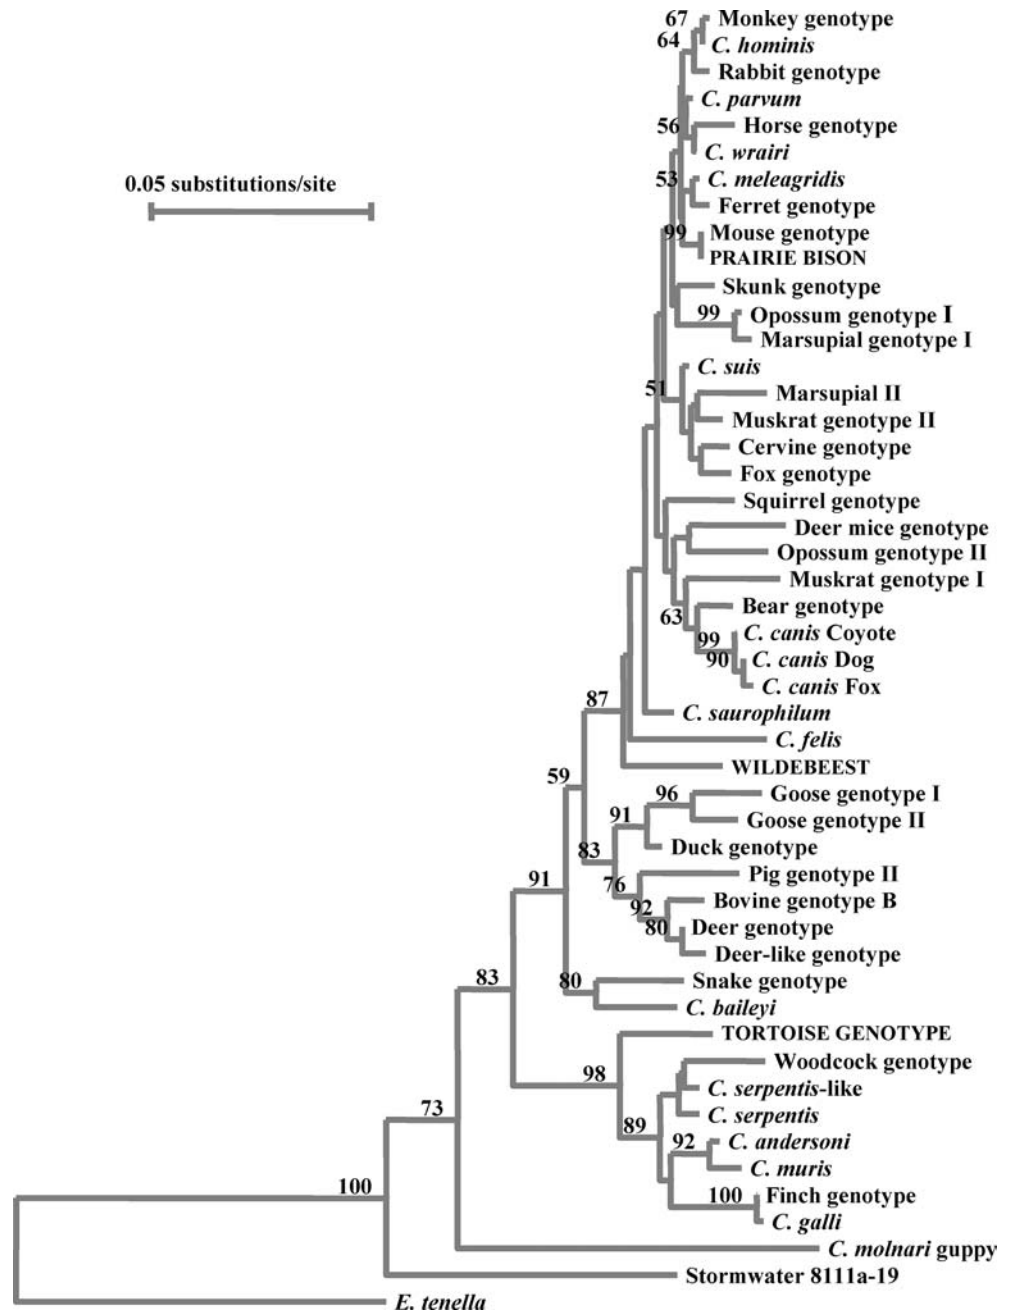 67 Monkey genotype
64 C. hominis
Rabbit genotype
C. parvum
56 Horse genotype
C. wrairi
0.05 substitutions/site
53 C. meleagridis
Ferret genotype
99 Mouse genotype
PRAIRIE BISON
Skunk genotype
99 Opossum genotype I
Marsupial genotype I
C. suis
51 Marsupial II
Muskrat genotype II
Cervine genotype
Fox genotype
Squirrel genotype
Deer mice genotype
Opossum genotype II
Muskrat genotype I
63 Bear genotype
99 C. canis Coyote
90 C. canis Dog
C. canis Fox
87 C. saurophilum
C. felis
59 WILDEBEEST
96 Goose genotype I
91 Goose genotype II
83 Duck genotype
91 76 Pig genotype II
92 Bovine genotype B
80 Deer genotype
Deer-like genotype
83 80 Snake genotype
C. baileyi
TORTOISE GENOTYPE
98 Woodcock genotype
C. serpentis-like
73 89 C. serpentis
92 C. andersoni
C. muris
100 100 Finch genotype
C. galli
C. molnari guppy
Stormwater 8111a-19
E. tenella